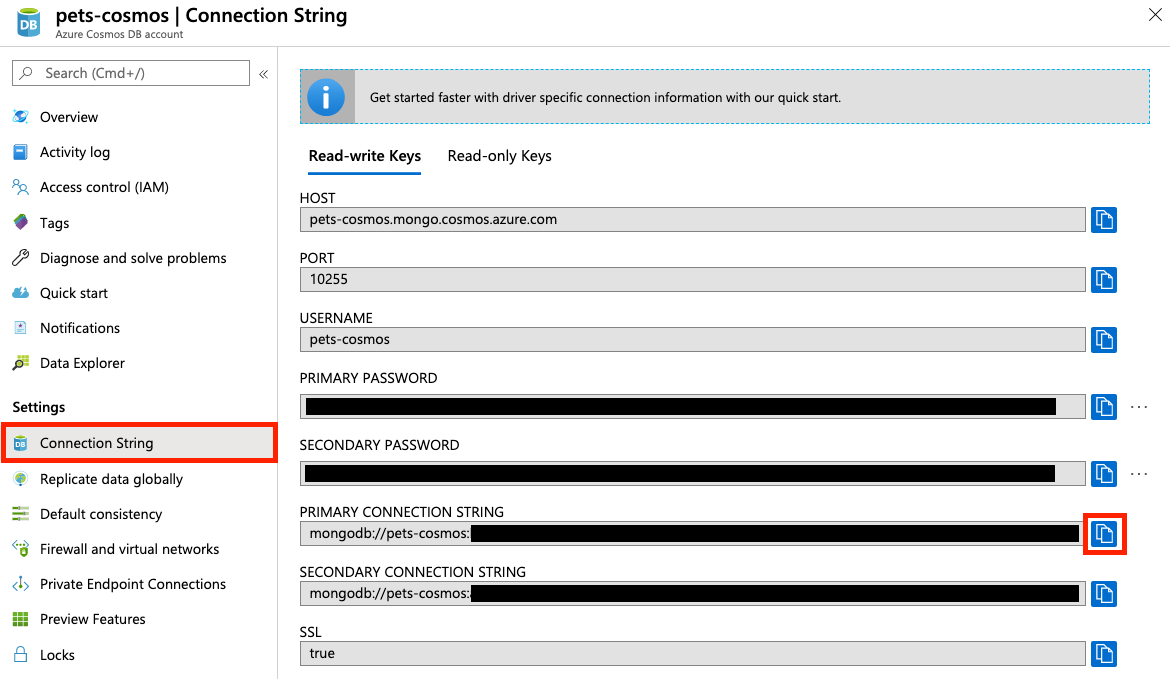 pets-cosmos | Connection String
Azure Cosmos DB account
Search (Cmd+/)
«
Overview
Activity log
Access control (IAM)
Tags
Diagnose and solve problems
Quick start
Notifications
Data Explorer
Settings
Connection String
Replicate data globally
Default consistency
Firewall and virtual networks
Private Endpoint Connections
Preview Features
Locks
Get started faster with driver specific connection information with our quick start.
Read-write Keys Read-only Keys
HOST
pets-cosmos.mongo.cosmos.azure.com
PORT
10255
USERNAME
pets-cosmos
PRIMARY PASSWORD
SECONDARY PASSWORD
PRIMARY CONNECTION STRING
mongodb://pets-cosmos:
SECONDARY CONNECTION STRING
mongodb://pets-cosmos:
SSL
true